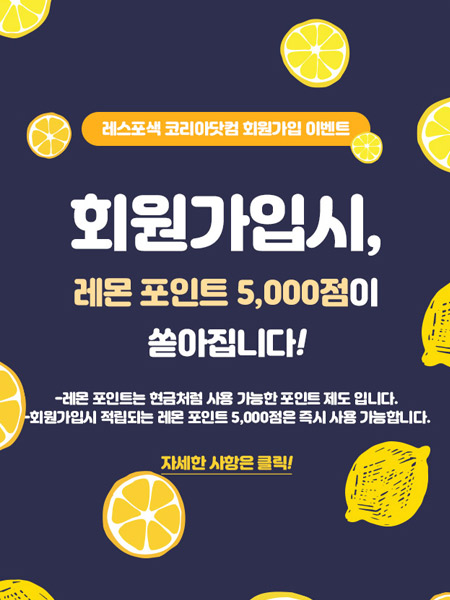 레스포색 코리아닷컴 회원가입 이벤트
회원가입시,
레몬 포인트 5,000점이
쏟아집니다!
-레몬 포인트는 현금처럼 사용 가능한 포인트 제도 입니다.
-회원가입시 적립되는 레몬 포인트 5,000점은 즉시 사용 가능합니다.
자세한 사항은 클릭!